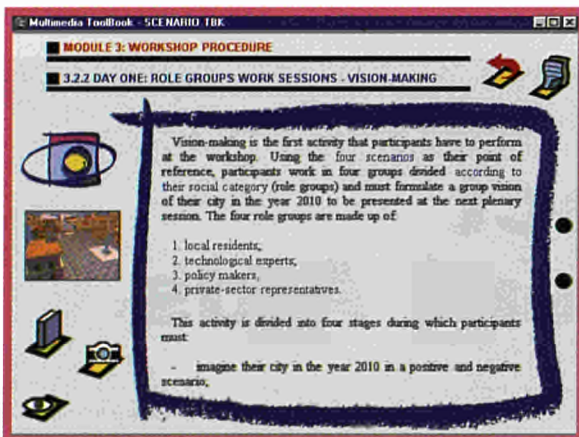 Multimedia ToolBook - SCENARIO.TBK
MODULE 3: WORKSHOP PROCEDURE
3.2.2 DAY ONE: ROLE GROUPS WORK SESSIONS - VISION-MAKING
Vision-making is the first activity that participants have to perform
at the workshop. Using the four scenarios as their point of
reference, participants work in four groups divided according to
their social category (role groups) and must formulate a group vision
of their city in the year 2010 to be presented at the next plenary
session. The four role groups are made up of:
1. local residents;
2. technological experts;
3. policy makers,
4. private-sector representatives.
This activity is divided into four stages during which participants
must:
- imagine their city in the year 2010 in a positive and negative
scenario;